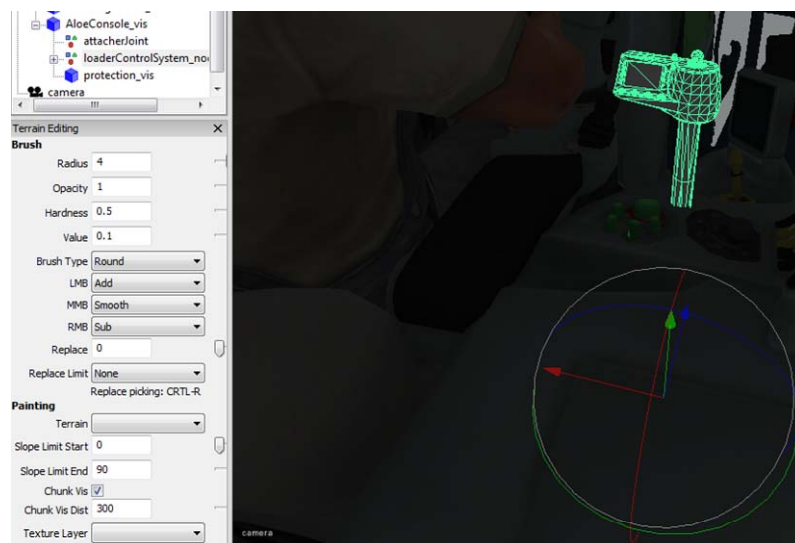 AloeConsole_vis
attacherJoint
loaderControlSystem_no
protection_vis
camera
Terrain Editing
Brush
Radius 4
Opacity 1
Hardness 0.5
Value 0.1
Brush Type Round
LMB Add
MMB Smooth
RMB Sub
Replace 0
Replace Limit None
Replace picking: CRTL-R
Painting
Terrain
Slope Limit Start 0
Slope Limit End 90
Chunk Vis
Chunk Vis Dist 300
Texture Layer
camera